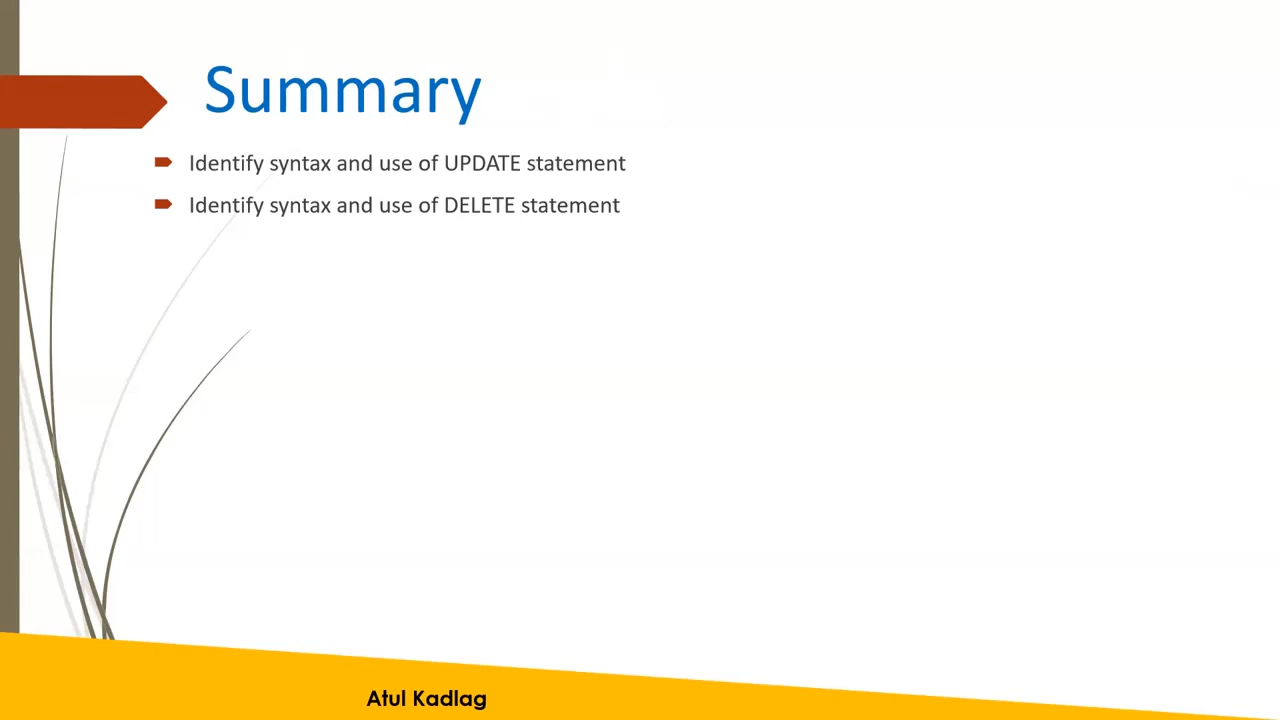 Summary
Identify syntax and use of UPDATE statement
Identify syntax and use of DELETE statement
Atul Kadlag